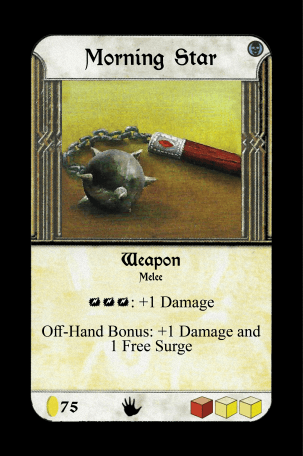 Morning Star
Weapon
Melee
: +1 Damage
Off-Hand Bonus: +1 Damage and
1 Free Surge
75